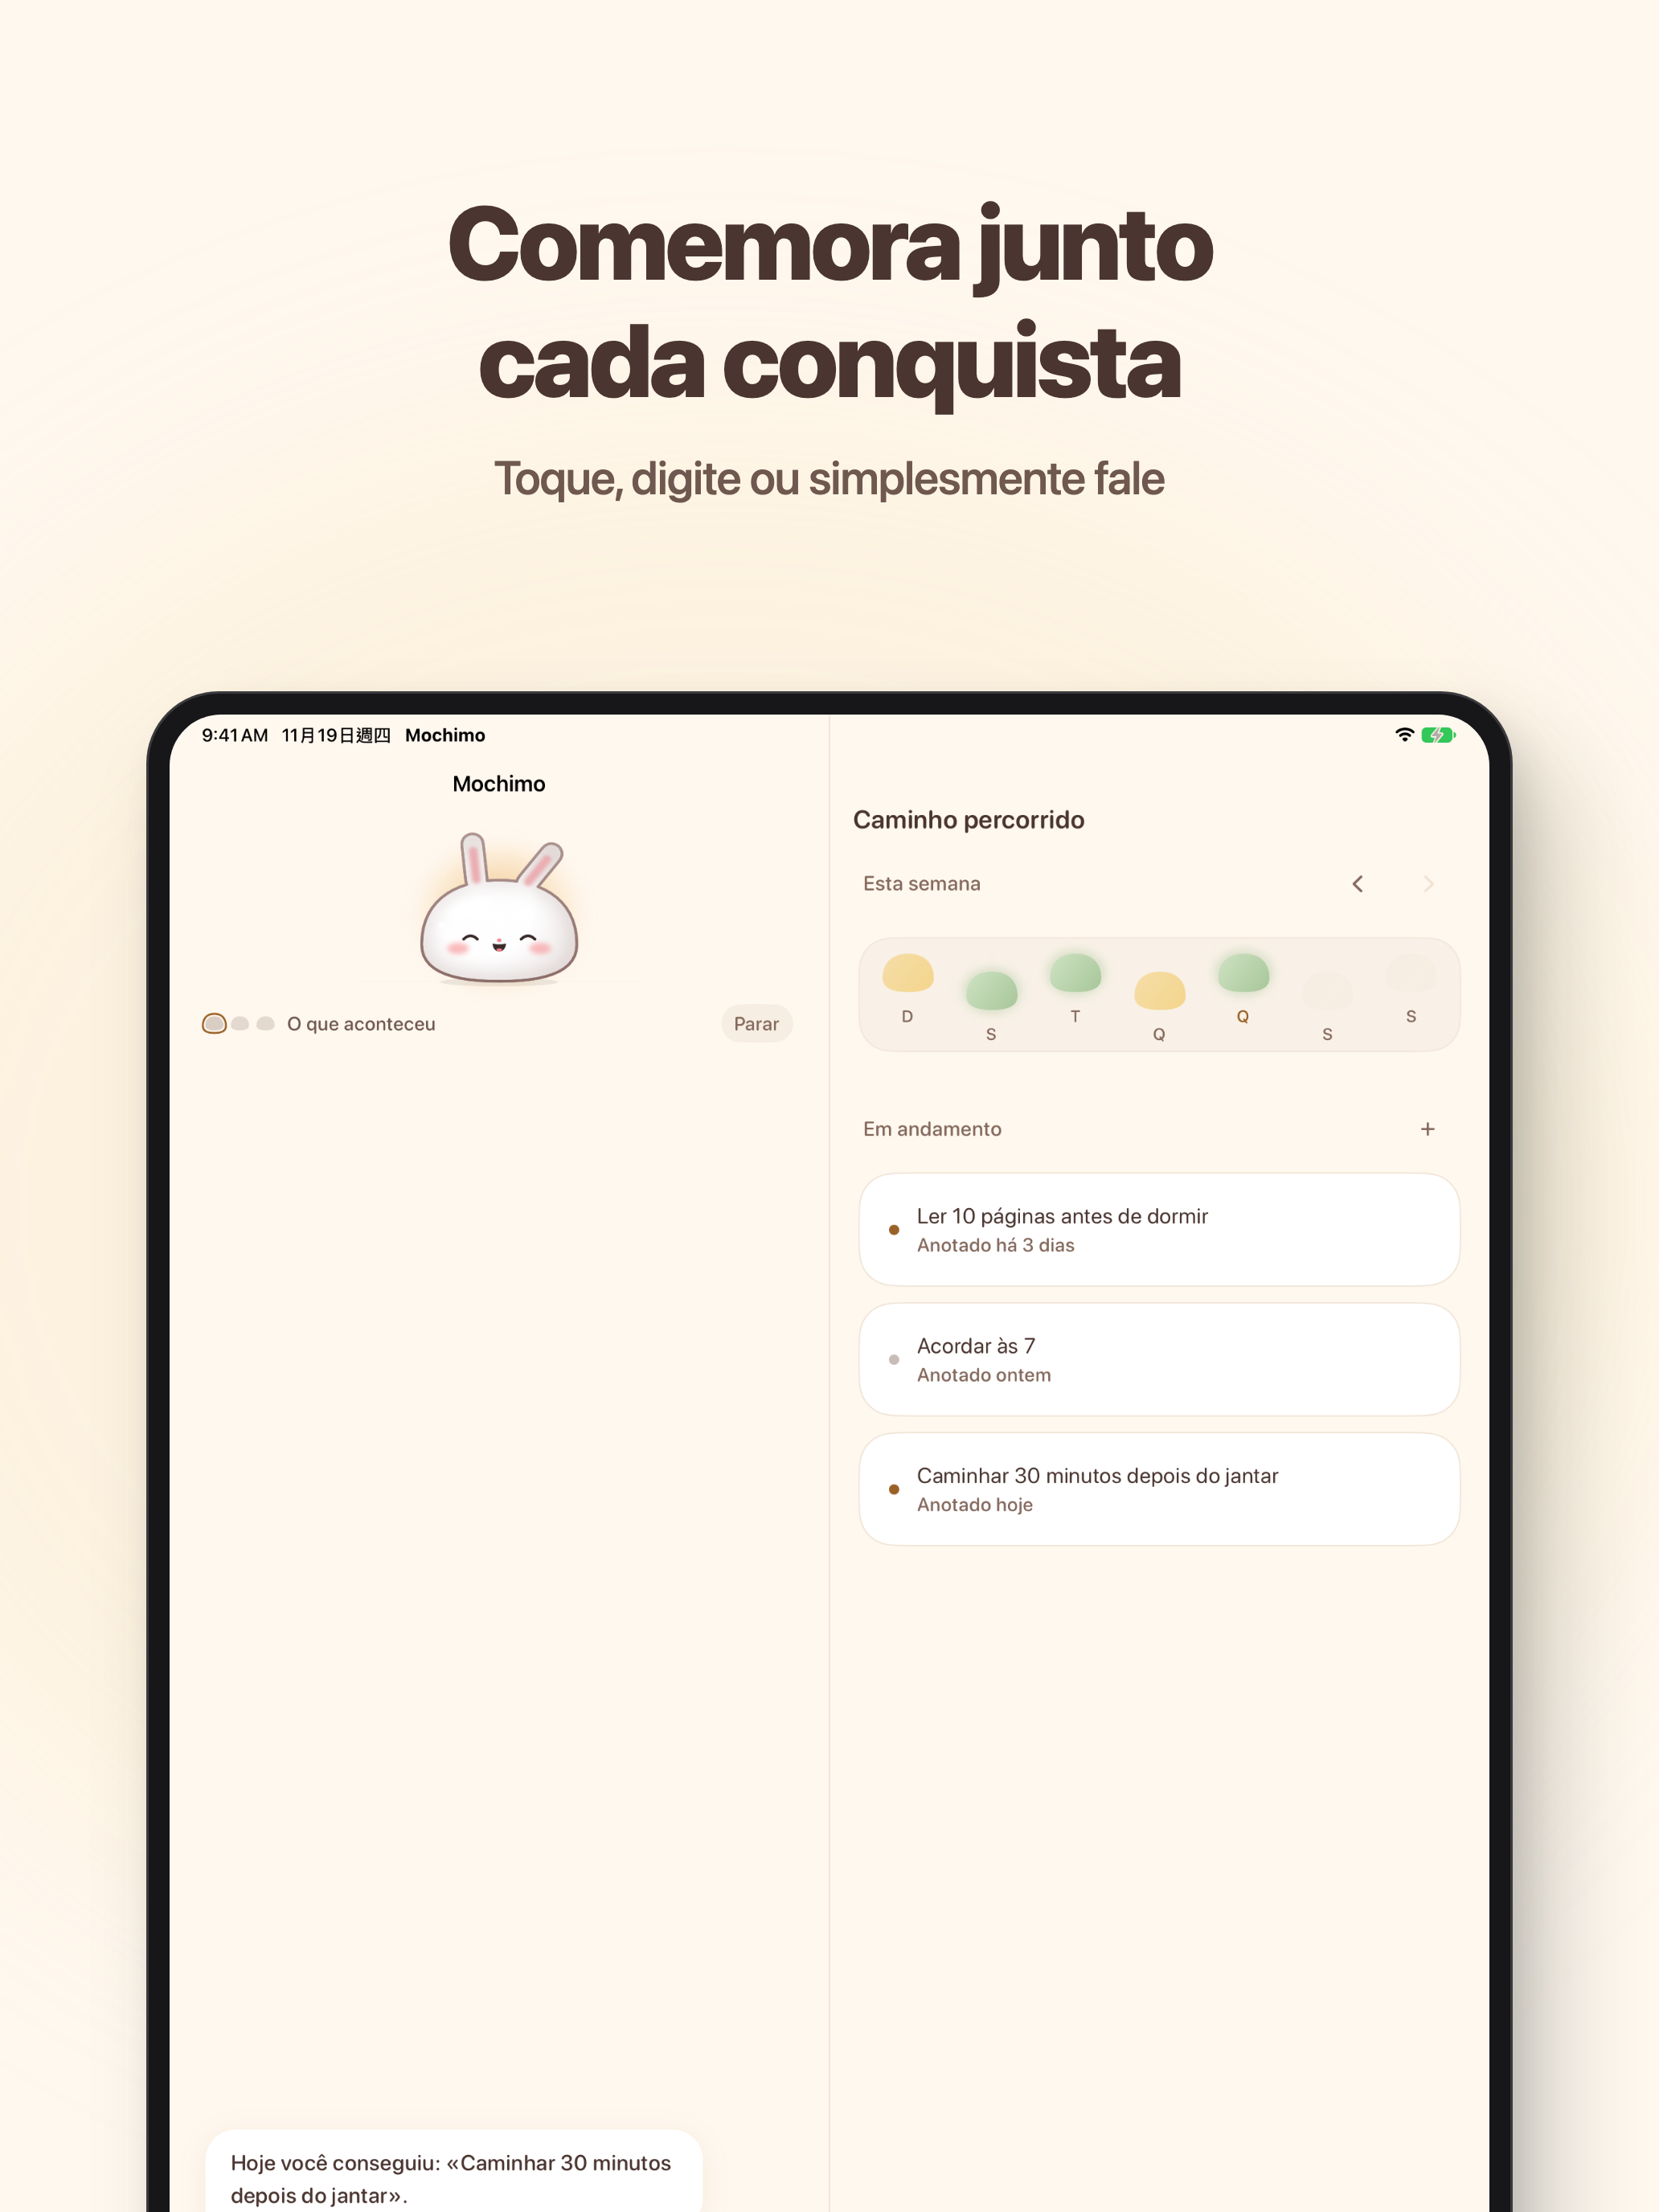 Comemora junto
cada conquista
Toque, digite ou simplesmente fale
9:41 AM 11月19日週四 Mochimo
Mochimo
O que aconteceu
Parar
Caminho percorrido
Esta semana
D
S
T
Q
Q
S
S
Em andamento
Ler 10 páginas antes de dormir
Anotado há 3 dias
Acordar às 7
Anotado ontem
Caminhar 30 minutos depois do jantar
Anotado hoje
Hoje você conseguiu: «Caminhar 30 minutos
depois do jantar».